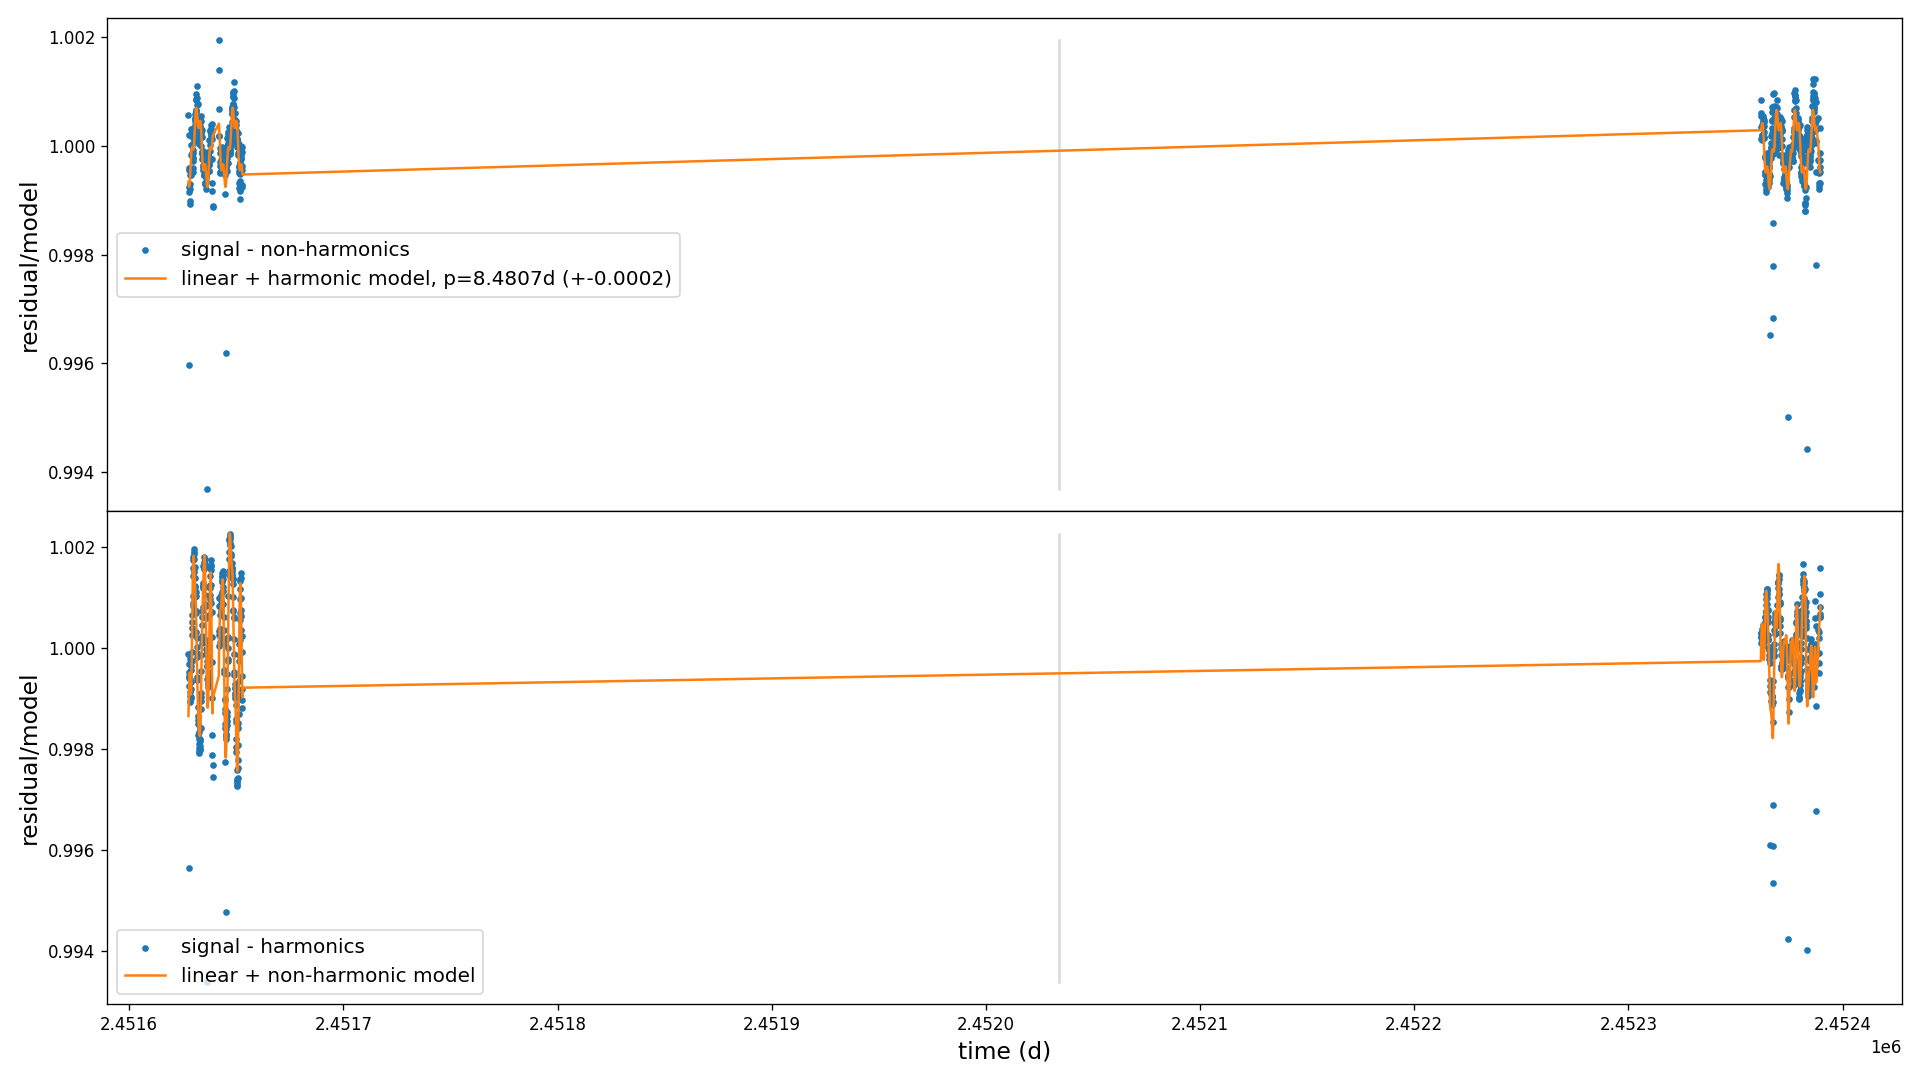 1.002
1.000
0.998
0.996
0.994
residual/model
signal - non-harmonics
linear + harmonic model, p=8.4807d (+-0.0002)
1.002
1.000
0.998
0.996
0.994
residual/model
signal - harmonics
linear + non-harmonic model
2.4516 2.4517 2.4518 2.4519 2.4520 2.4521 2.4522 2.4523 2.4524
time (d)
1e6